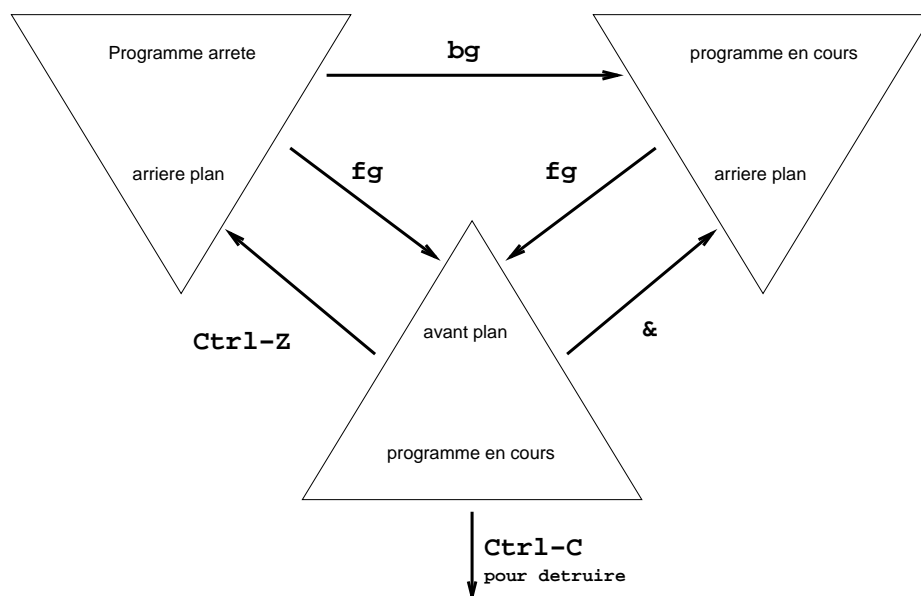 Programme arrete
bg
programme en cours
arrière plan
fg
fg
arriere plan
Ctrl-Z
avant plan
&
programme en cours
Ctrl-C
pour detruire